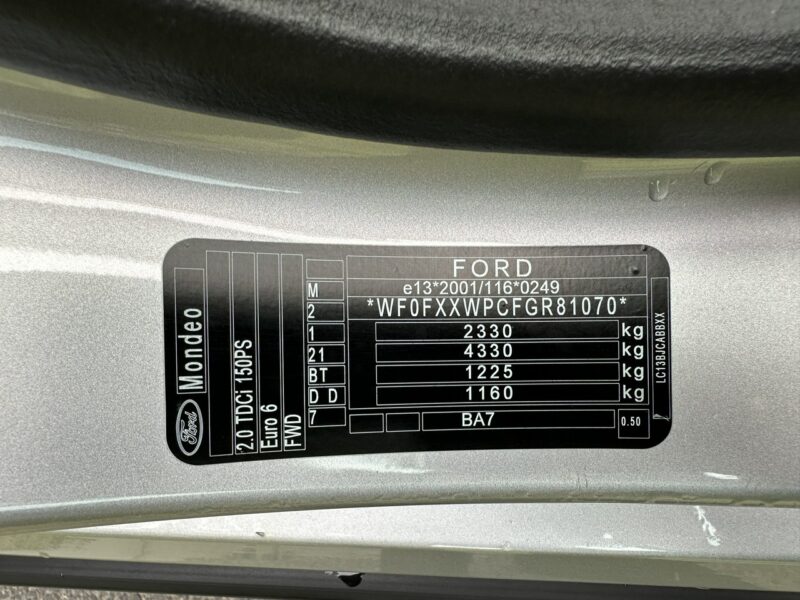 FORD
e13*2001/116*0249
*WF0FXXWPCFGR81070*
2330 kg
4330 kg
1225 kg
1160 kg
BA7
0.50
M
2
1
21
BT
D D
7
Ford
Mondeo
2.0 TDCi 150PS
Euro 6
FWD
LC13BJCABBXX